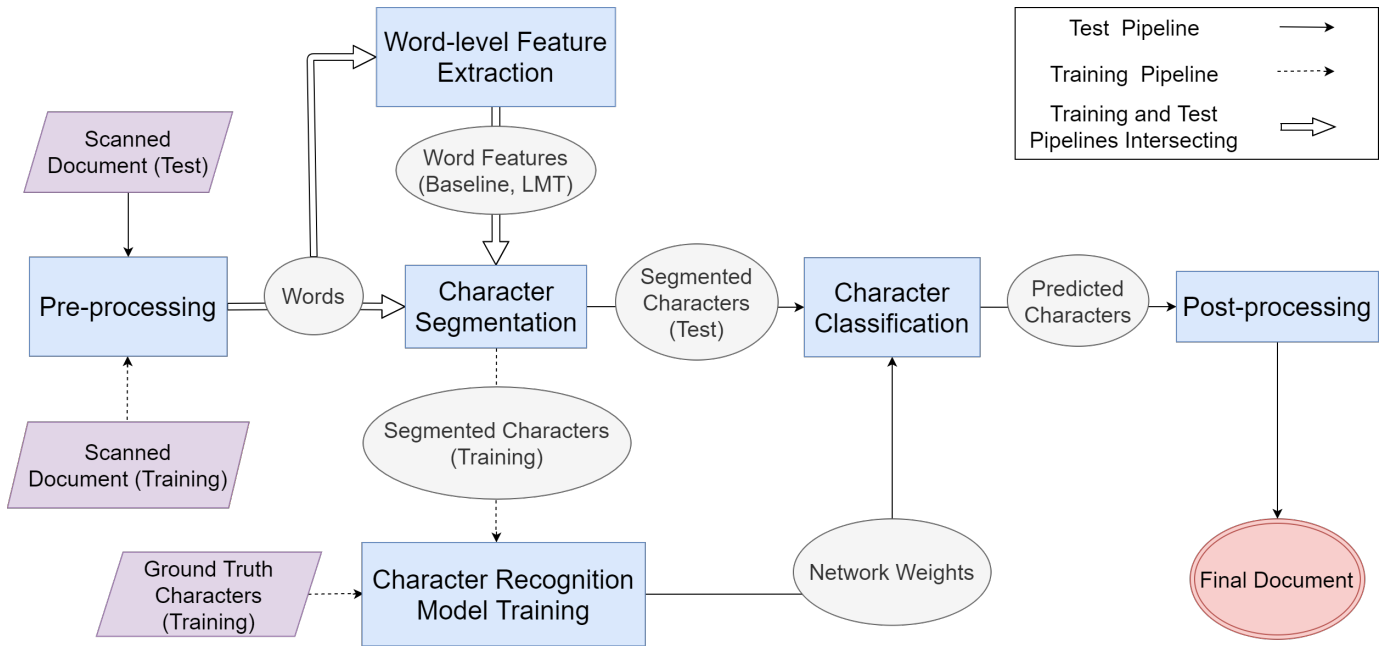 Word-level Feature
Extraction
Test Pipeline
Training Pipeline
Training and Test
Pipelines Intersecting
Scanned
Document (Test)
Word Features
(Baseline, LMT)
Pre-processing
Words
Character
Segmentation
Segmented
Characters
(Test)
Character
Classification
Predicted
Characters
Post-processing
Scanned
Document (Training)
Segmented Characters
(Training)
Ground Truth
Characters
(Training)
Character Recognition
Model Training
Network Weights
Final Document